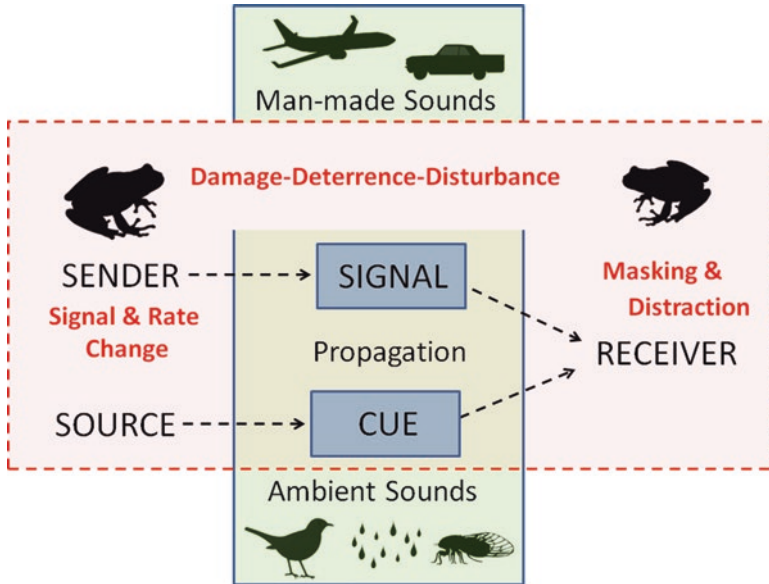 Man-made Sounds
Damage-Deterrence-Disturbance
SENDER
SIGNAL
Signal & Rate
Change
Masking &
Distraction
Propagation
RECEIVER
SOURCE
CUE
Ambient Sounds